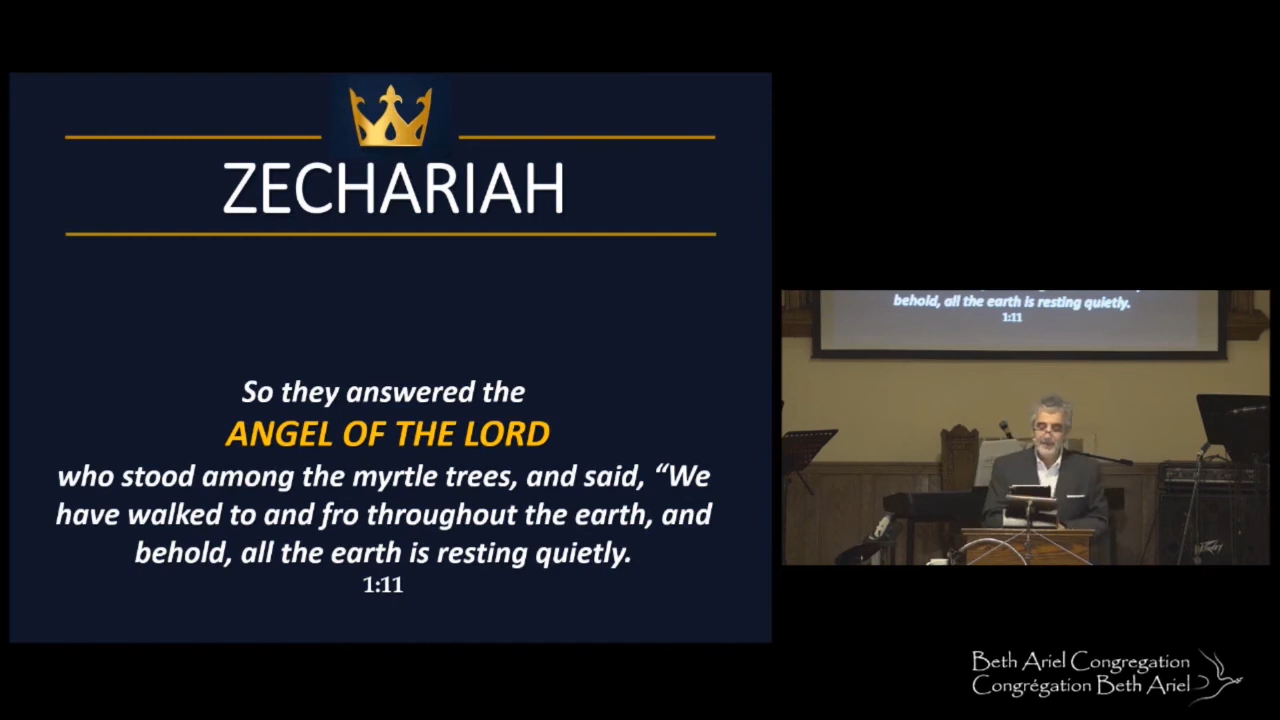 ZECHARIAH
So they answered the
ANGEL OF THE LORD
who stood among the myrtle trees, and said, “We
have walked to and fro throughout the earth, and
behold, all the earth is resting quietly.
1:11
behold, all the earth is resting quietly.
1:11
PEAVEY
Beth Ariel Congregation
Congrégation Beth Ariel